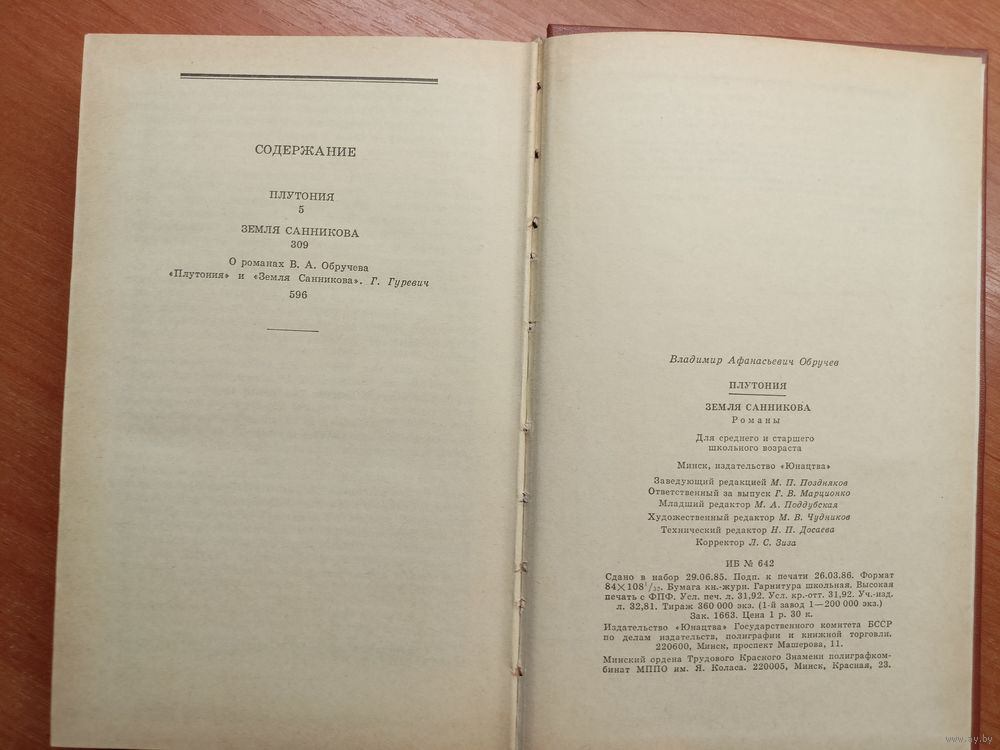 СОДЕРЖАНИЕ
ПЛУТОНИЯ
5
ЗЕМЛЯ САННИКОВА
309
О романах В. А. Обручева
«Плутония» и «Земля Санникова». Г. Гуревич
596
Владимир Афанасьевич Обручев
ПЛУТОНИЯ
ЗЕМЛЯ САННИКОВА
Романы
Для среднего и старшего
школьного возраста
Минск, издательство «Юнацтва»
Заведующий редакцией М. П. Поздняков
Ответственный за выпуск Г. В. Марционко
Младший редактор М. А. Поддубская
Художественный редактор М. В. Чудников
Технический редактор Н. П. Досаева
Корректор Л. С. Зиза
ИБ № 642
Сдано в набор 29.06.85. Подп. к печати 26.03.86. Формат
84×108¹/₃₂. Бумага кн.-журн. Гарнитура школьная. Высокая
печать с ФПФ. Усл. печ. л. 31,92. Усл. кр.-отт. 31,92. Уч.-изд.
л. 32,81. Тираж 360 000 экз. (1-й завод 1—200 000 экз.)
Зак. 1663. Цена 1 р. 30 к.
Издательство «Юнацтва» Государственного комитета БССР
по делам издательств, полиграфии и книжной торговли.
220600, Минск, проспект Машерова, 11.
Минский ордена Трудового Красного Знамени полиграфком-
бинат МППО им. Я. Коласа. 220005, Минск, Красная, 23.
www.ay.by